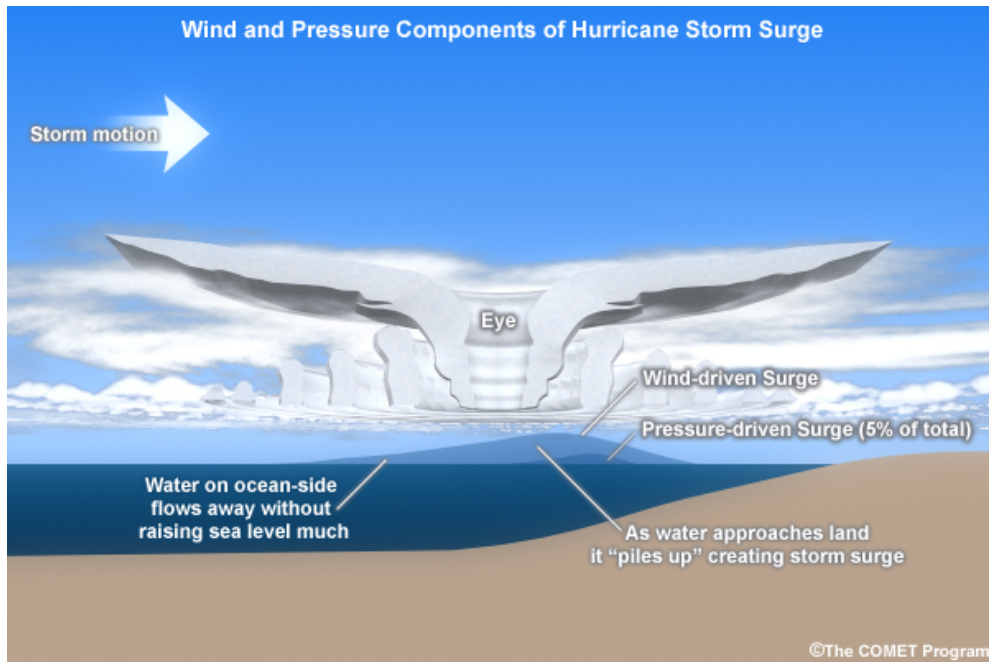 Wind and Pressure Components of Hurricane Storm Surge
Storm motion
Eye
Wind-driven Surge
Pressure-driven Surge (5% of total)
Water on ocean-side
flows away without
raising sea level much
As water approaches land
it “piles up” creating storm surge
©The COMET Program